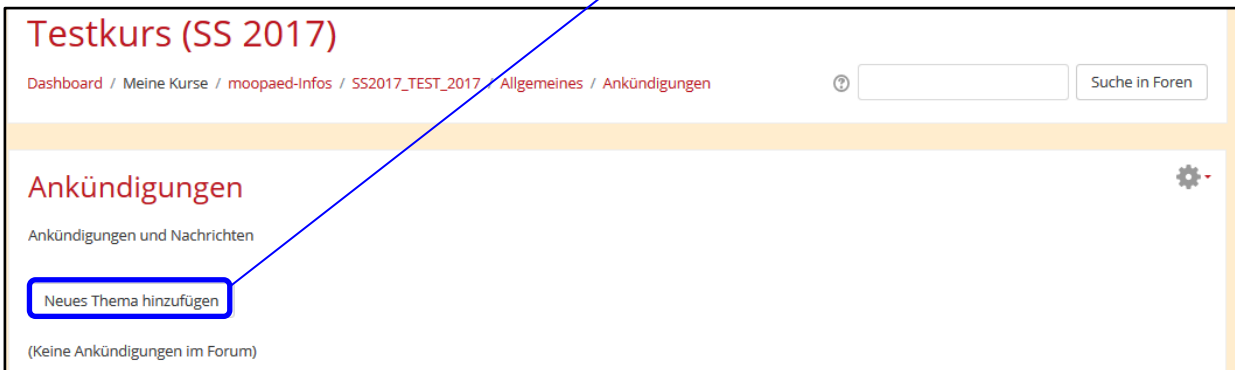 Testkurs (SS 2017)
Dashboard / Meine Kurse / moopaed-Infos / SS2017_TEST_2017 / Allgemeines / Ankündigungen
Suche in Foren
Ankündigungen
Ankündigungen und Nachrichten
Neues Thema hinzufügen
(Keine Ankündigungen im Forum)